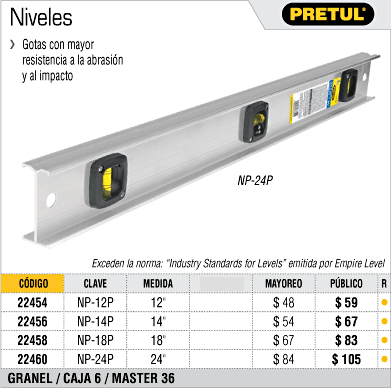 Niveles
PRETUL®
Gotas con mayor
resistencia a la abrasión
y al impacto
NP-24P
Exceden la norma: "Industry Standards for Levels" emitida por Empire Level
CÓDIGO CLAVE MEDIDA MAYOREO PÚBLICO R
22454 NP-12P 12" $ 48 $ 59
22456 NP-14P 14" $ 54 $ 67
22458 NP-18P 18" $ 67 $ 83
22460 NP-24P 24" $ 84 $ 105
GRANEL / CAJA 6 / MASTER 36